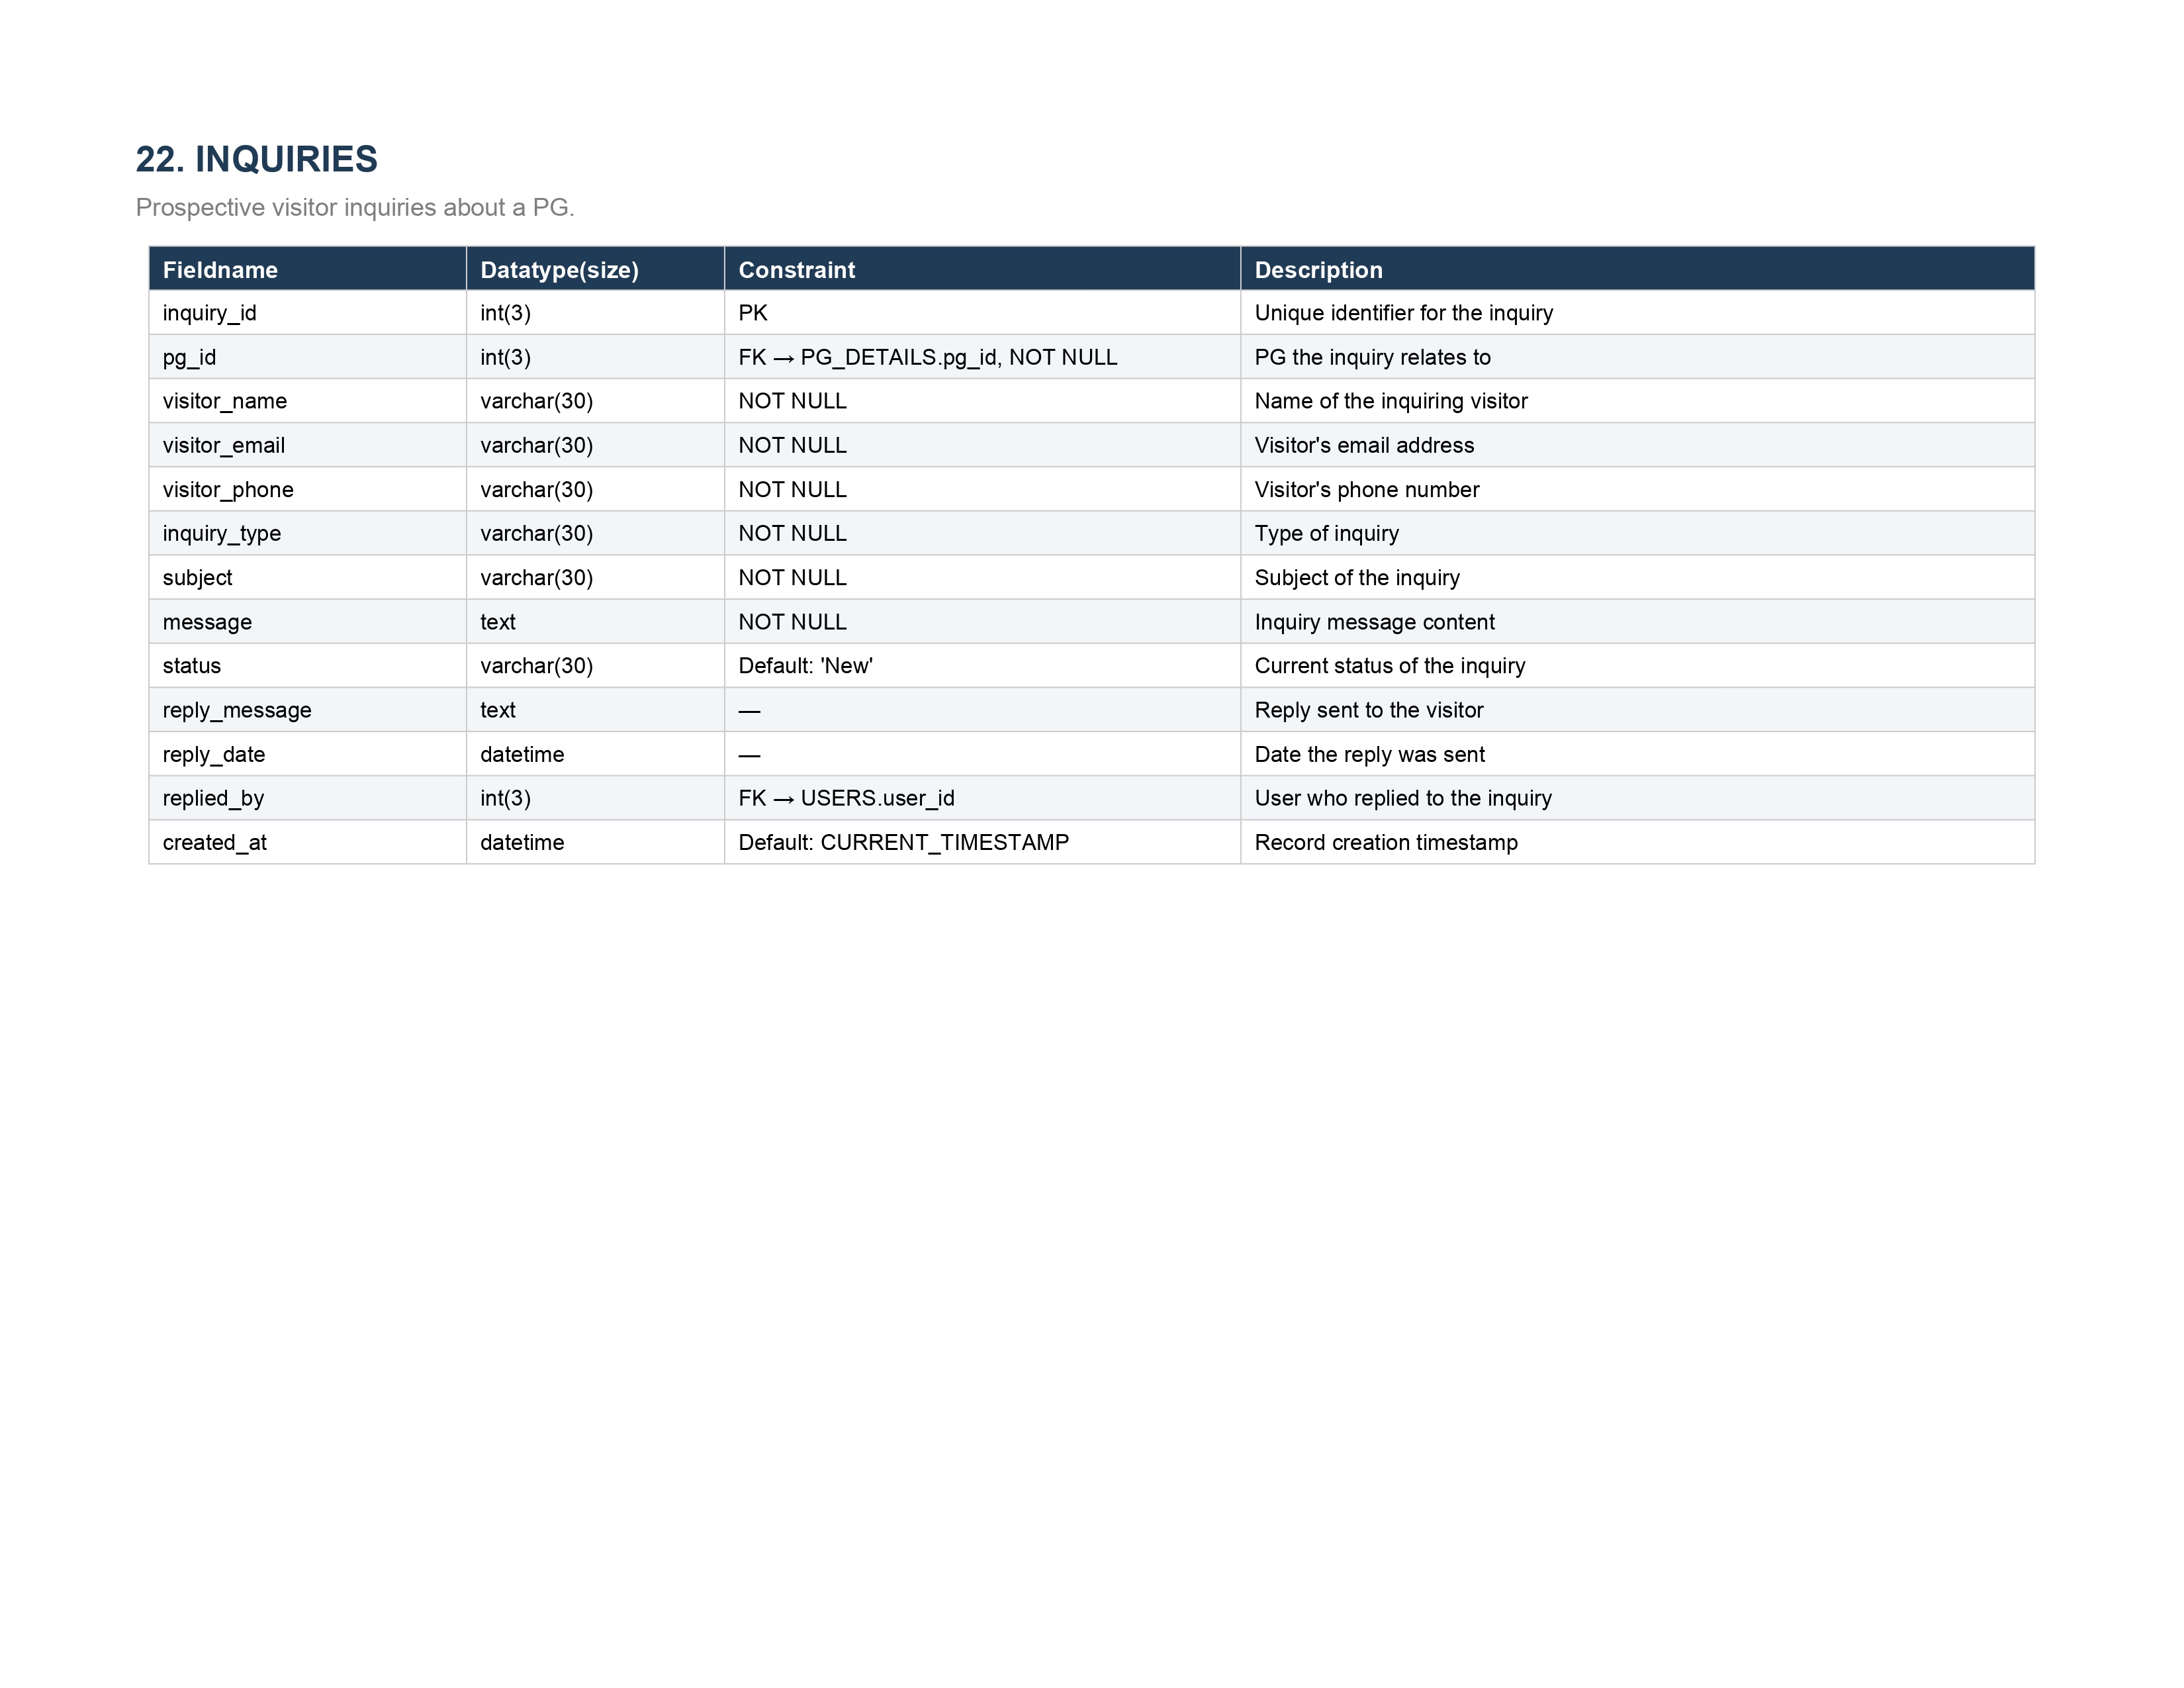 22. INQUIRIES
Prospective visitor inquiries about a PG.
Fieldname Datatype(size) Constraint Description
inquiry_id int(3) PK Unique identifier for the inquiry
pg_id int(3) FK → PG_DETAILS.pg_id, NOT NULL PG the inquiry relates to
visitor_name varchar(30) NOT NULL Name of the inquiring visitor
visitor_email varchar(30) NOT NULL Visitor's email address
visitor_phone varchar(30) NOT NULL Visitor's phone number
inquiry_type varchar(30) NOT NULL Type of inquiry
subject varchar(30) NOT NULL Subject of the inquiry
message text NOT NULL Inquiry message content
status varchar(30) Default: 'New' Current status of the inquiry
reply_message text — Reply sent to the visitor
reply_date datetime — Date the reply was sent
replied_by int(3) FK → USERS.user_id User who replied to the inquiry
created_at datetime Default: CURRENT_TIMESTAMP Record creation timestamp